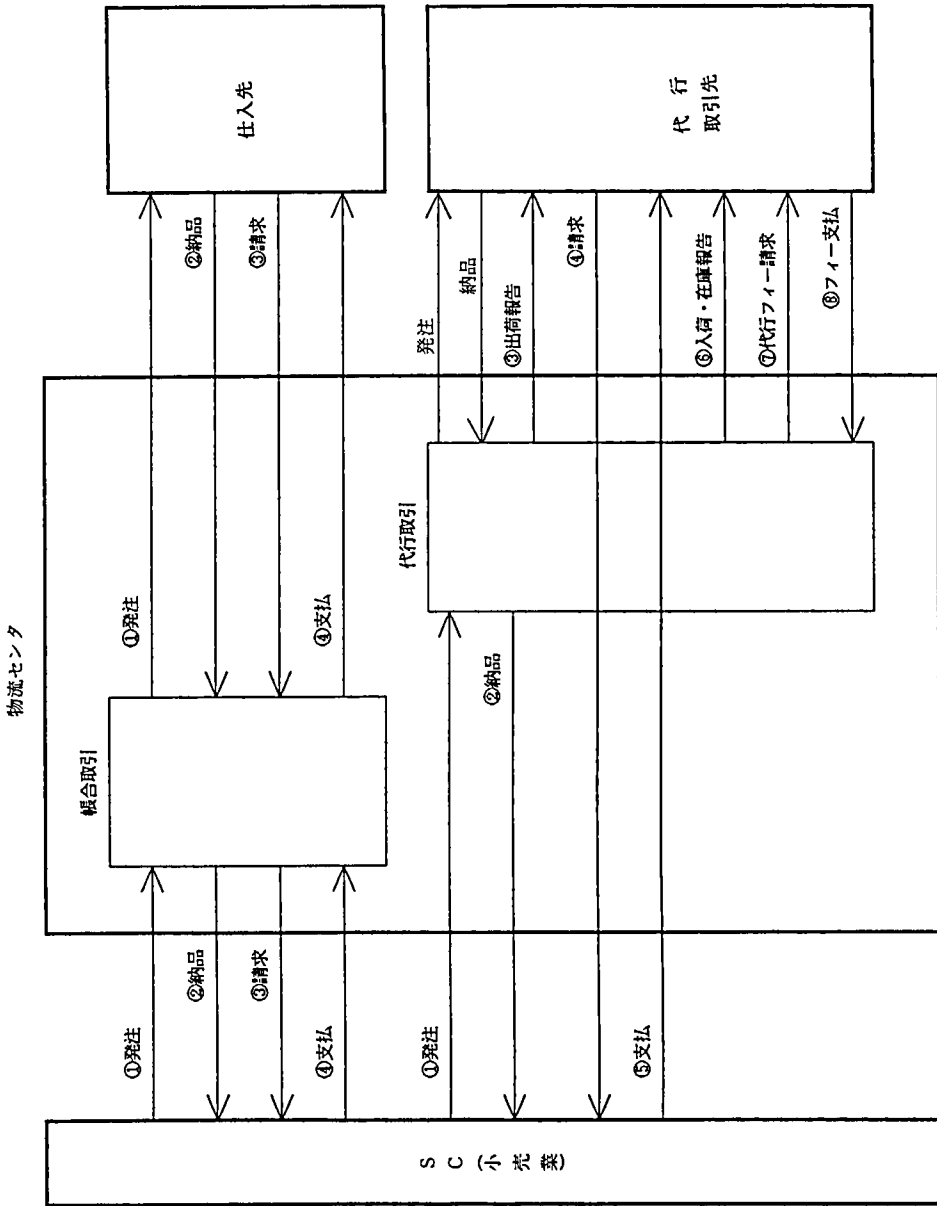 物流センタ
仕入先
代行
取引先
①発注
②納品
③請求
④支払
帳合取引
①発注
②納品
③請求
④支払
発注
納品
③出荷報告
④請求
⑥入荷・在庫報告
⑦代行フィー請求
⑧フィー支払
代行取引
①発注
②納品
⑤支払
SC(小売業)